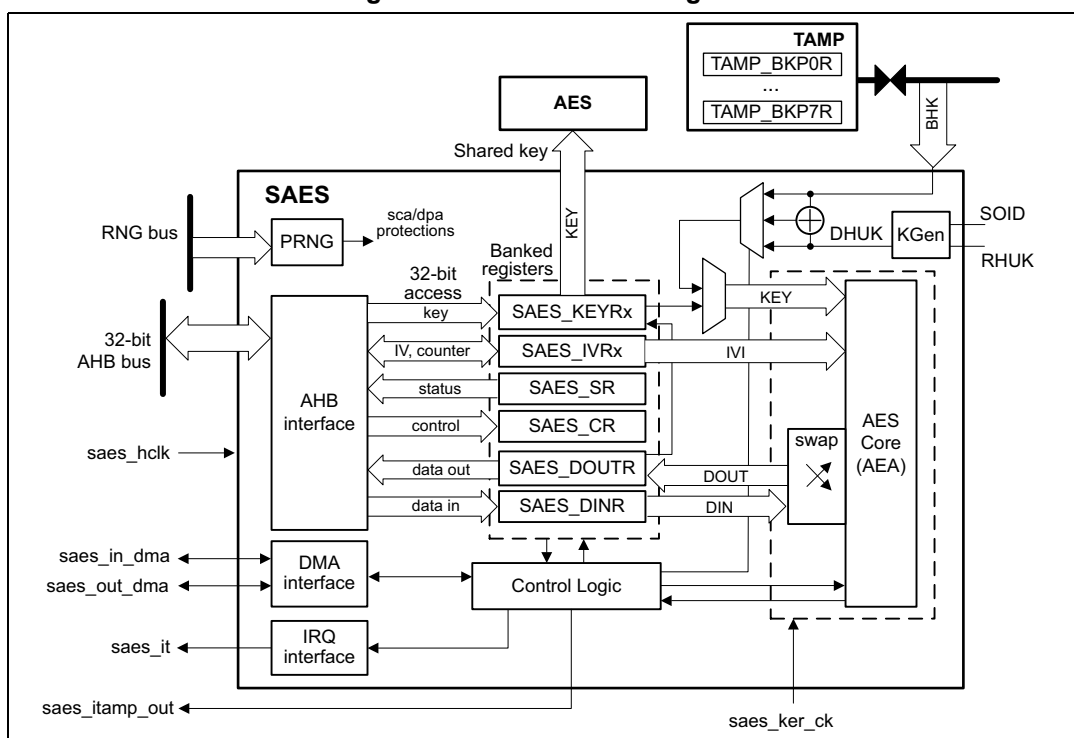 TAMP
TAMP_BKP0R
...
TAMP_BKP7R
BHK
AES
Shared key
KEY
SAES
RNG bus
PRNG
sca/dpa
protections
Banked
registers
32-bit
access
key
SAES_KEYRx
KEY
DHUK
KGen
SOID
RHUK
32-bit
AHB bus
AHB
interface
IV, counter
SAES_IVRx
IVI
status
SAES_SR
control
SAES_CR
data out
SAES_DOUTR
DOUT
data in
SAES_DINR
DIN
swap
AES
Core
(AEA)
saes_hclk
saes_in_dma
saes_out_dma
DMA
interface
Control Logic
saes_it
IRQ
interface
saes_itamp_out
saes_ker_ck